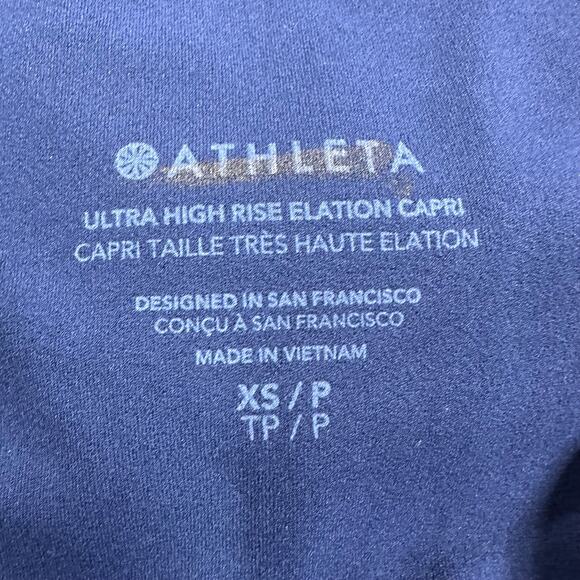 ATHLETA
ULTRA HIGH RISE ELATION CAPRI
CAPRI TAILLE TRÈS HAUTE ELATION
DESIGNED IN SAN FRANCISCO
CONÇU À SAN FRANCISCO
MADE IN VIETNAM
XS / P
TP / P